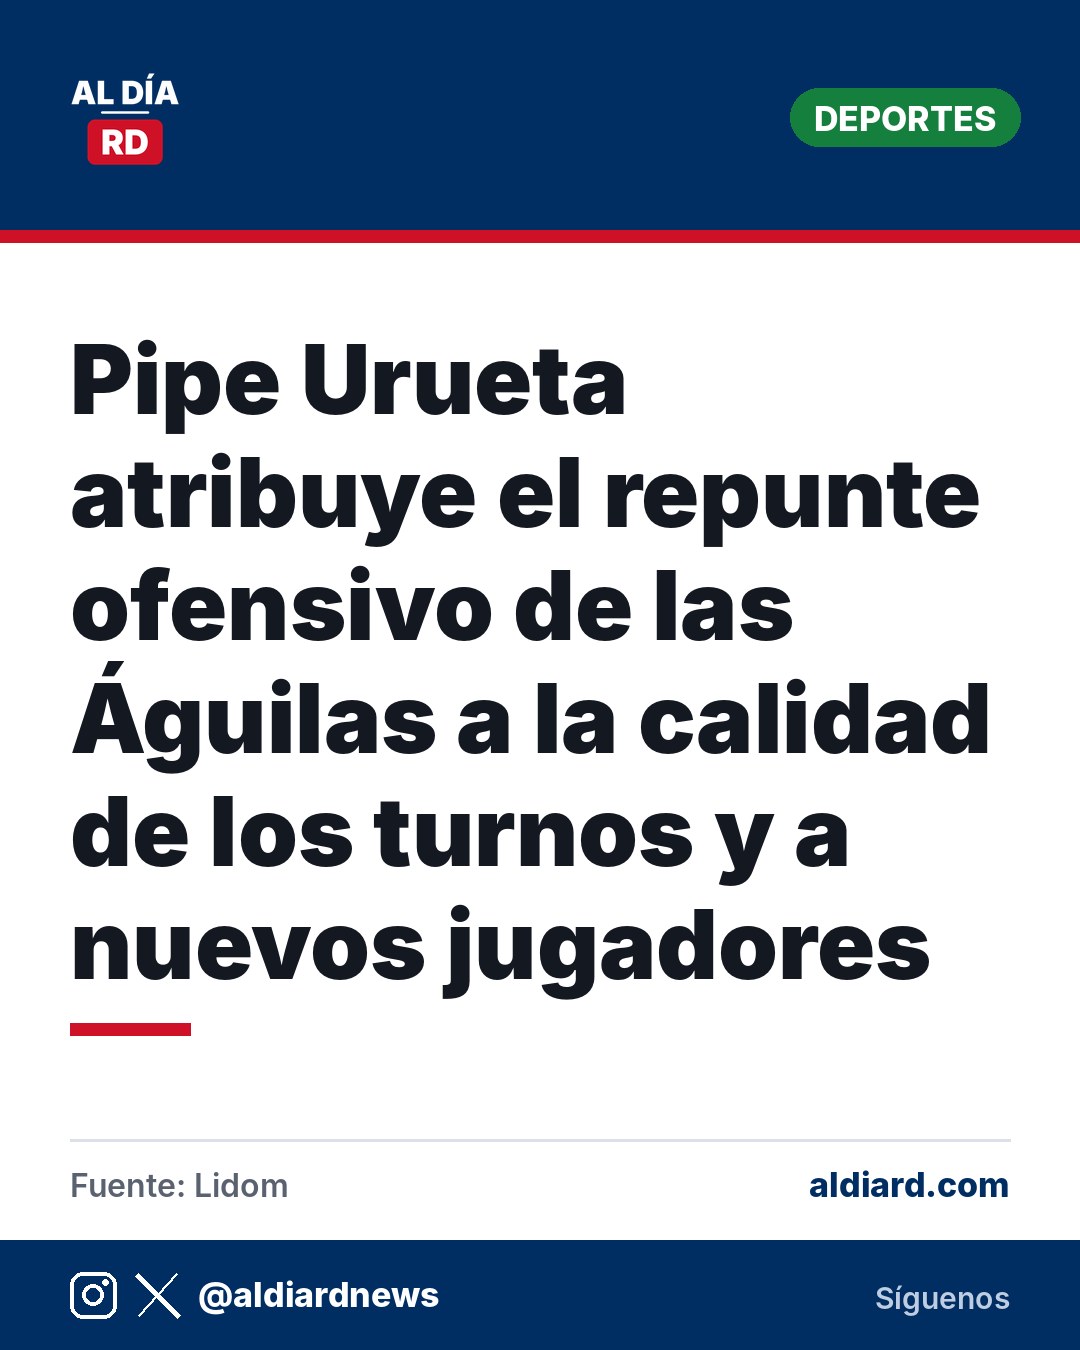 AL DÍA
RD
DEPORTES
Pipe Urueta
atribuye el repunte
ofensivo de las
Águilas a la calidad
de los turnos y a
nuevos jugadores
Fuente: Lidom
aldiard.com
@aldiardnews
Síguenos